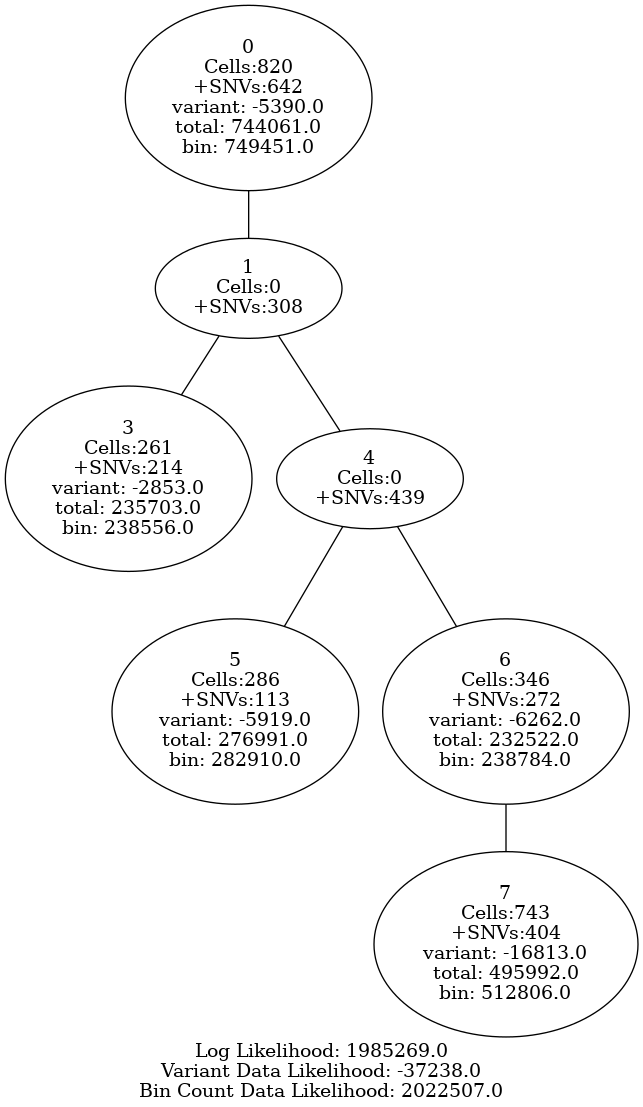 0
Cells:820
+SNVs:642
variant: -5390.0
total: 744061.0
bin: 749451.0
1
Cells:0
+SNVs:308
3
Cells:261
+SNVs:214
variant: -2853.0
total: 235703.0
bin: 238556.0
4
Cells:0
+SNVs:439
5
Cells:286
+SNVs:113
variant: -5919.0
total: 276991.0
bin: 282910.0
6
Cells:346
+SNVs:272
variant: -6262.0
total: 232522.0
bin: 238784.0
7
Cells:743
+SNVs:404
variant: -16813.0
total: 495992.0
bin: 512806.0
Log Likelihood: 1985269.0
Variant Data Likelihood: -37238.0
Bin Count Data Likelihood: 2022507.0